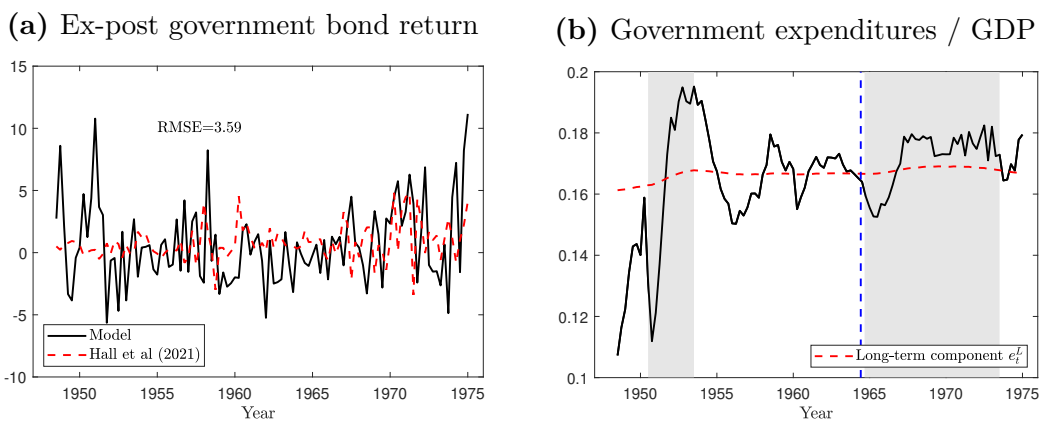 (a) Ex-post government bond return
15
10
5
0
-5
-10
RMSE=3.59
Model
Hall et al (2021)
1950 1955 1960 1965 1970 1975
Year
(b) Government expenditures / GDP
0.2
0.18
0.16
0.14
0.12
0.1
Long-term component e_t^L
1950 1955 1960 1965 1970 1975
Year